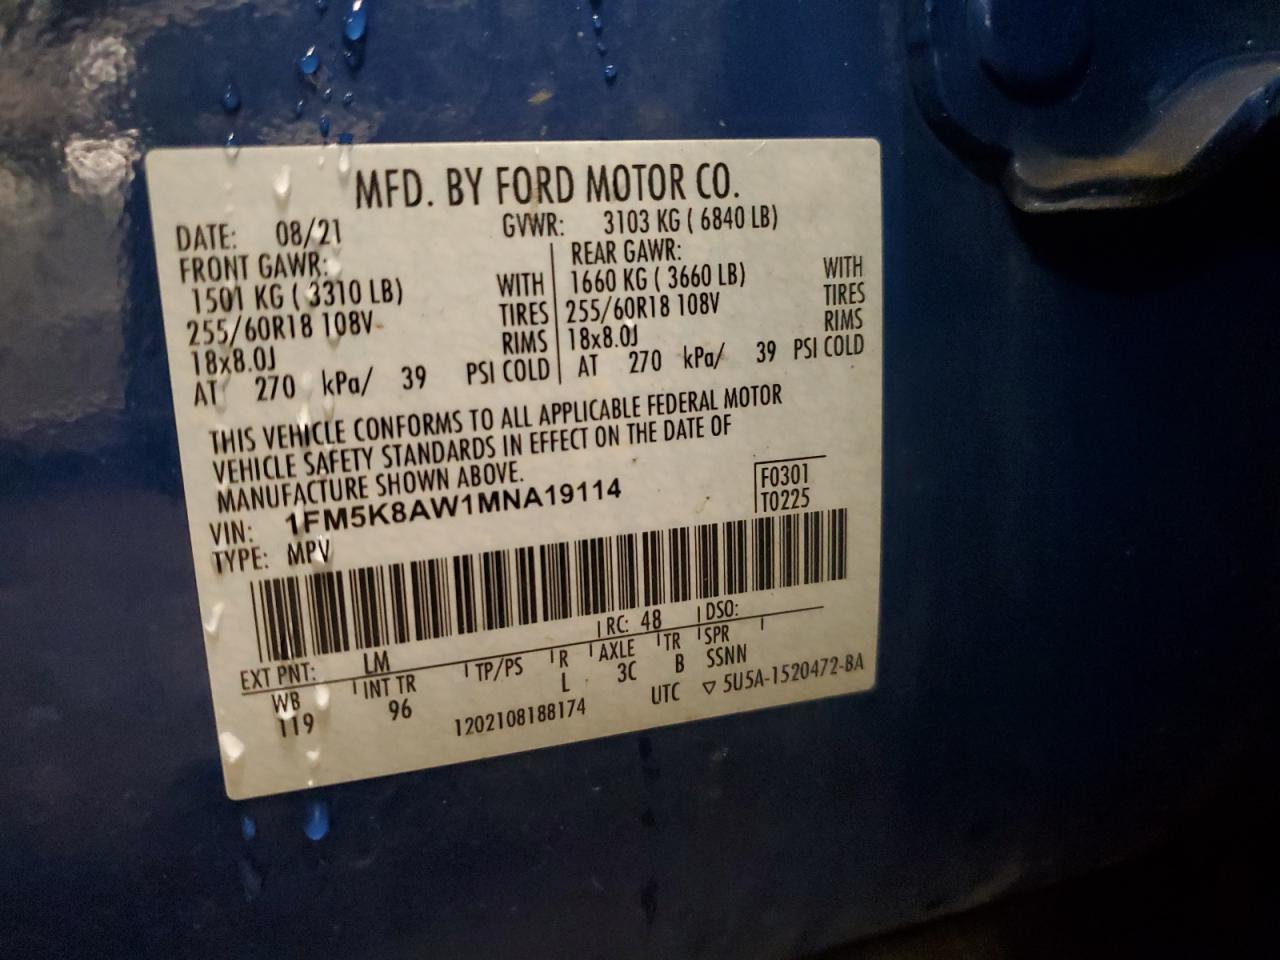 MFD. BY FORD MOTOR CO.
DATE: 08/21 GVWR: 3103 KG ( 6840 LB)
FRONT GAWR: REAR GAWR:
1501 KG ( 3310 LB) WITH 1660 KG ( 3660 LB) WITH
255/60R18 108V TIRES 255/60R18 108V TIRES
18x8.0J RIMS 18x8.0J RIMS
AT 270 kPa/ 39 PSI COLD AT 270 kPa/ 39 PSI COLD
THIS VEHICLE CONFORMS TO ALL APPLICABLE FEDERAL MOTOR
VEHICLE SAFETY STANDARDS IN EFFECT ON THE DATE OF
MANUFACTURE SHOWN ABOVE.
VIN: 1FM5K8AW1MNA19114 F0301
TYPE: MPV T0225
RC: 48 DSO:
EXT PNT: LM
WB INT TR TP/PS R AXLE TR SPR
119 96 L 3C B SSNN
1202108188174 UTC ▽ 5U5A-1520472-BA